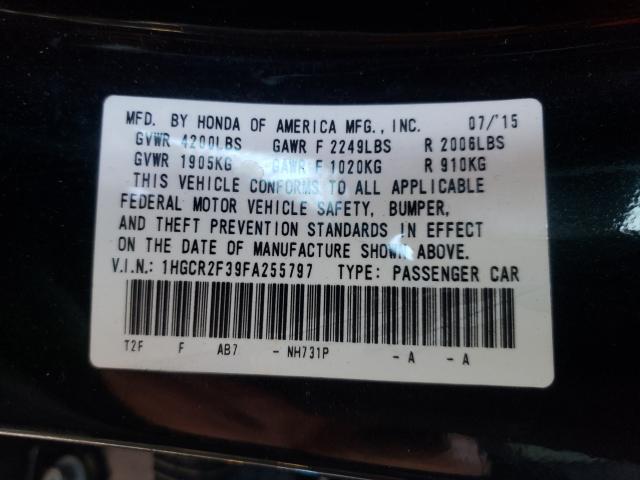 MFD. BY HONDA OF AMERICA MFG., INC. 07/'15
GVWR 4200LBS GAWR F 2249LBS R 2006LBS
GVWR 1905KG GAWR F 1020KG R 910KG
THIS VEHICLE CONFORMS TO ALL APPLICABLE
FEDERAL MOTOR VEHICLE SAFETY, BUMPER,
AND THEFT PREVENTION STANDARDS IN EFFECT
ON THE DATE OF MANUFACTURE SHOWN ABOVE.
V.I.N.: 1HGCR2F39FA255797 TYPE: PASSENGER CAR
T2F F AB7 - NH731P - A - A